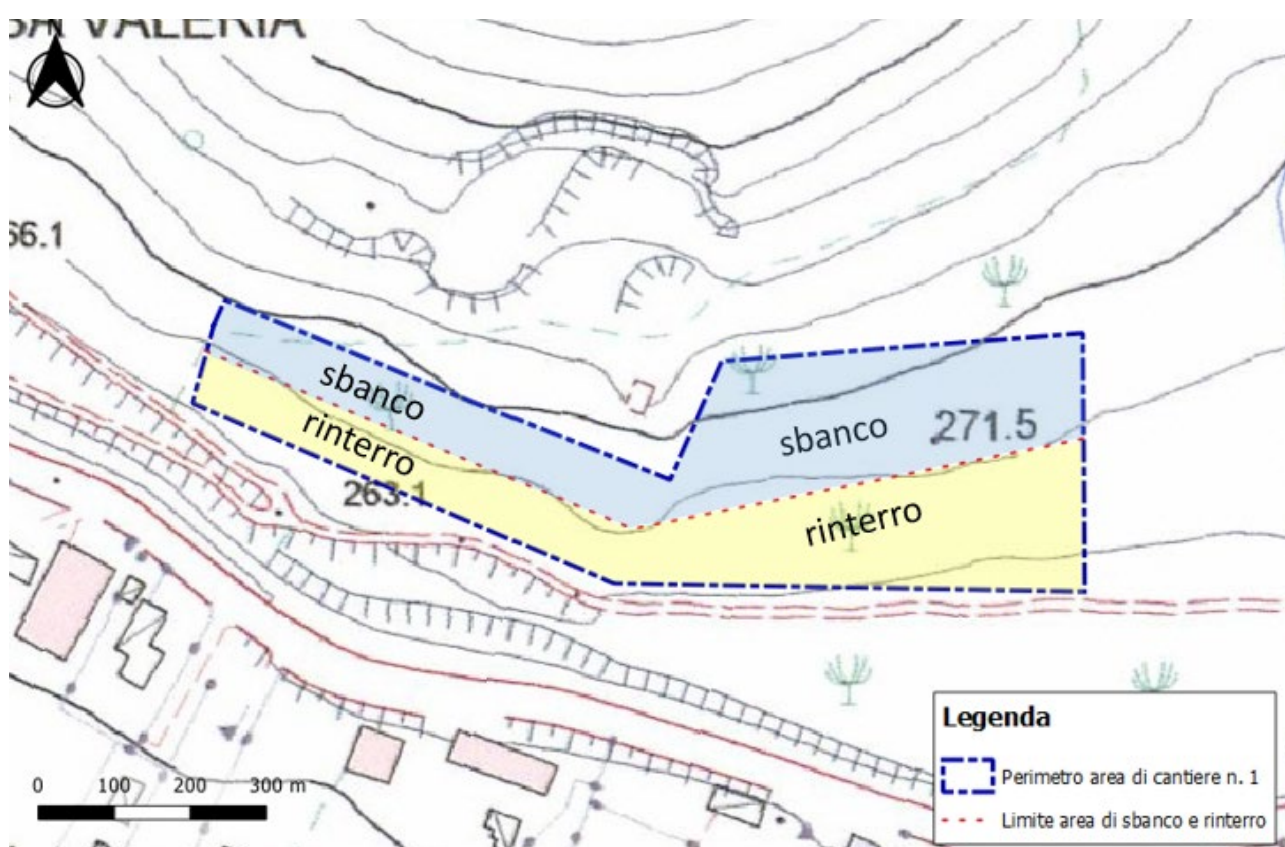 VALERIA
66.1
sbanco
rinterro
263.1
sbanco
271.5
rinterro
0 100 200 300 m
Legenda
Perimetro area di cantiere n. 1
Limite area di sbanco e rinterro